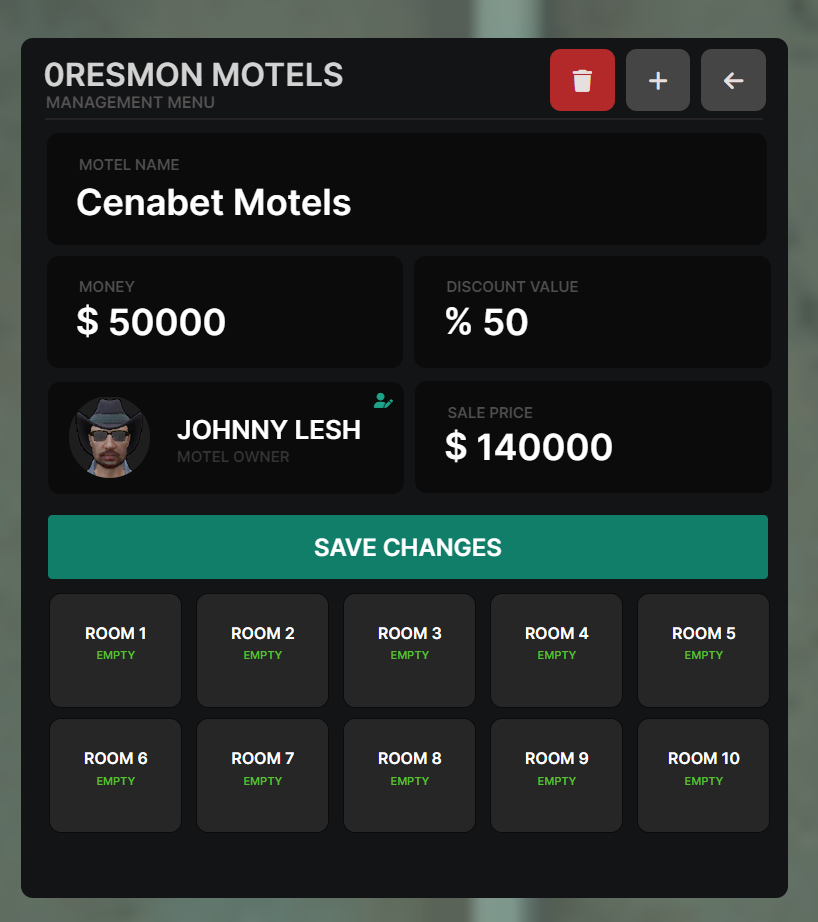 0RESMON MOTELS
MANAGEMENT MENU
MOTEL NAME
Cenabet Motels
MONEY
$ 50000
DISCOUNT VALUE
% 50
JOHNNY LESH
MOTEL OWNER
SALE PRICE
$ 140000
SAVE CHANGES
ROOM 1
EMPTY
ROOM 2
EMPTY
ROOM 3
EMPTY
ROOM 4
EMPTY
ROOM 5
EMPTY
ROOM 6
EMPTY
ROOM 7
EMPTY
ROOM 8
EMPTY
ROOM 9
EMPTY
ROOM 10
EMPTY